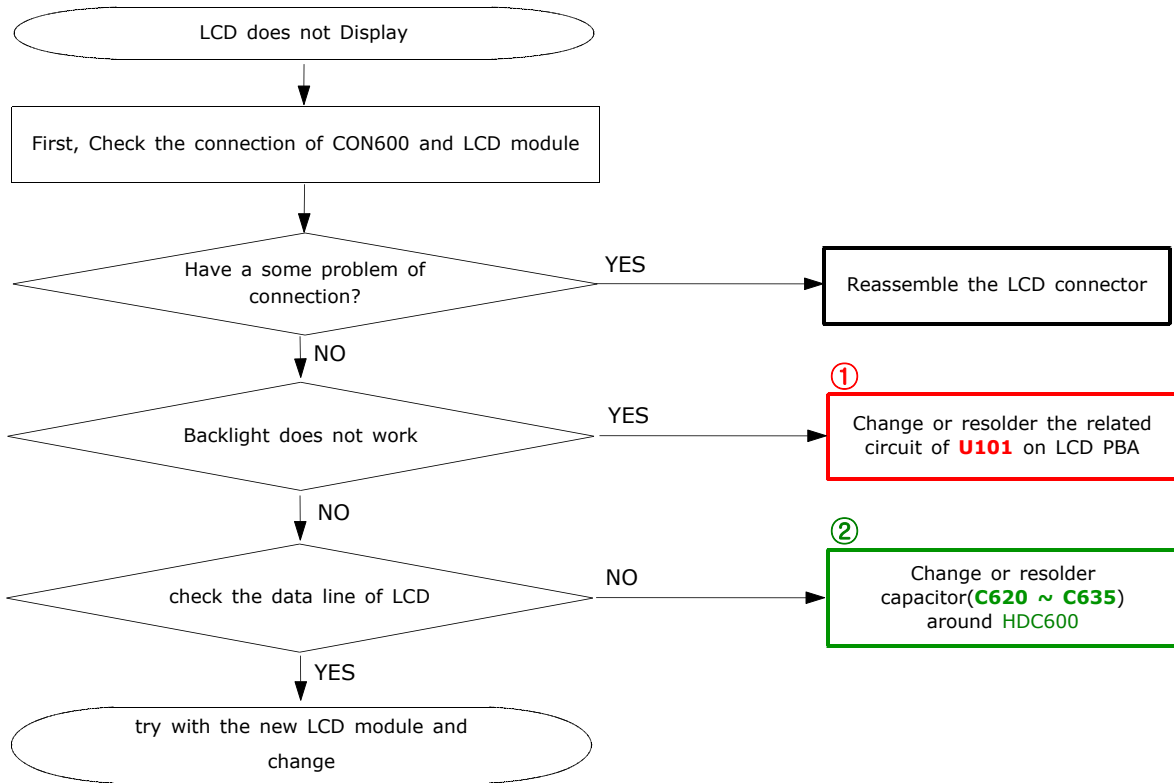 LCD does not Display
First, Check the connection of CON600 and LCD module
Have a some problem of
connection?
YES
Reassemble the LCD connector
NO
①
Backlight does not work
YES
Change or resolder the related
circuit of U101 on LCD PBA
NO
②
check the data line of LCD
NO
Change or resolder
capacitor(C620 ~ C635)
around HDC600
YES
try with the new LCD module and
change